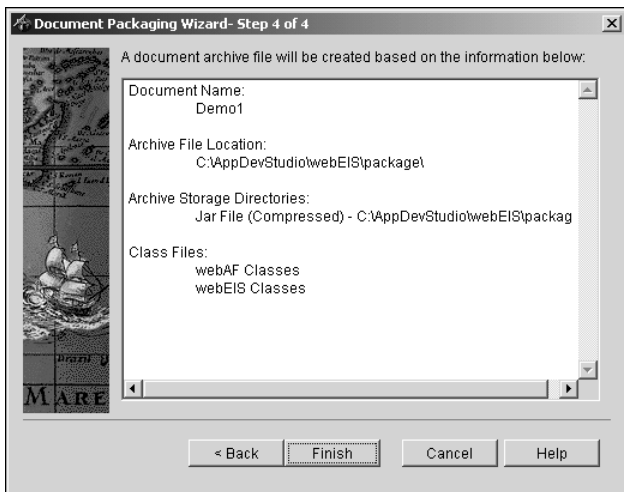 Document Packaging Wizard- Step 4 of 4
A document archive file will be created based on the information below:
Document Name:
Demo1
Archive File Location:
C:\AppDevStudio\webEIS\package\
Archive Storage Directories:
Jar File (Compressed) - C:\AppDevStudio\webEIS\packag
Class Files:
webAF Classes
webEIS Classes
Brazil
MARE
< Back
Finish
Cancel
Help